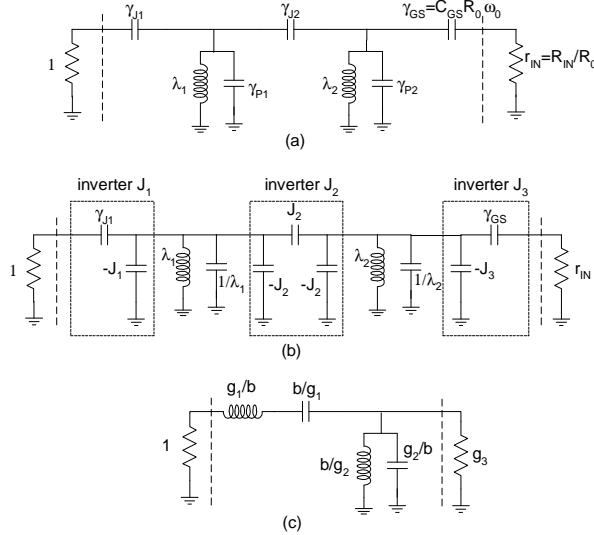 γJ1
γJ2
γGS=CGSR0ω0
1
λ1
γP1
λ2
γP2
rIN=RIN/R0
(a)
inverter J1
inverter J2
inverter J3
γJ1
J2
γGS
1
-J1
λ1
1/λ1
-J2
-J2
λ2
1/λ2
-J3
rIN
(b)
g1/b
b/g1
1
b/g2
g2/b
g3
(c)